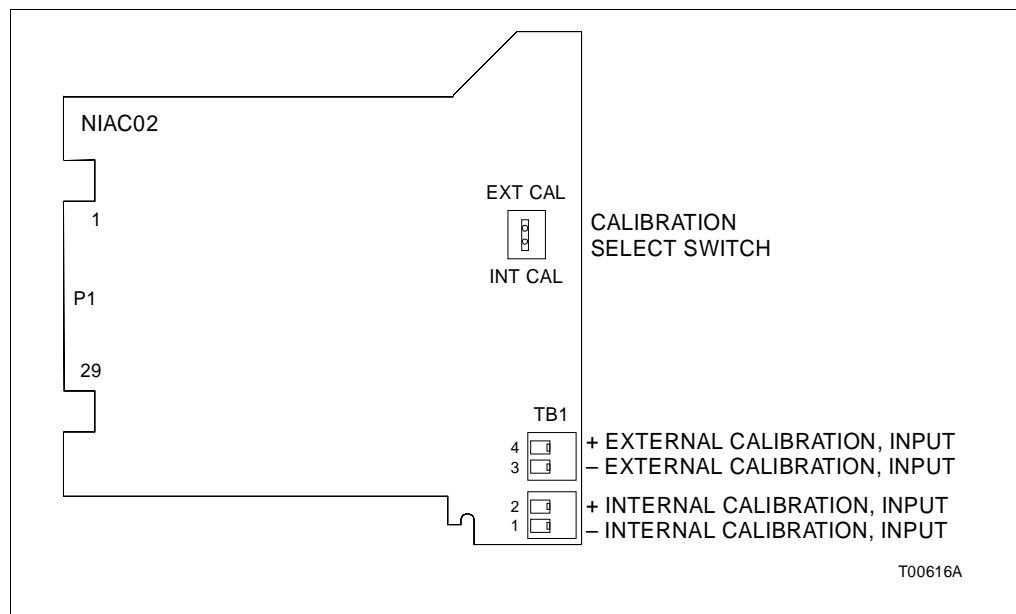 NIAC02
1
P1
29
EXT CAL
INT CAL
CALIBRATION
SELECT SWITCH
TB1
4
+ EXTERNAL CALIBRATION, INPUT
3
– EXTERNAL CALIBRATION, INPUT
2
+ INTERNAL CALIBRATION, INPUT
1
– INTERNAL CALIBRATION, INPUT
T00616A